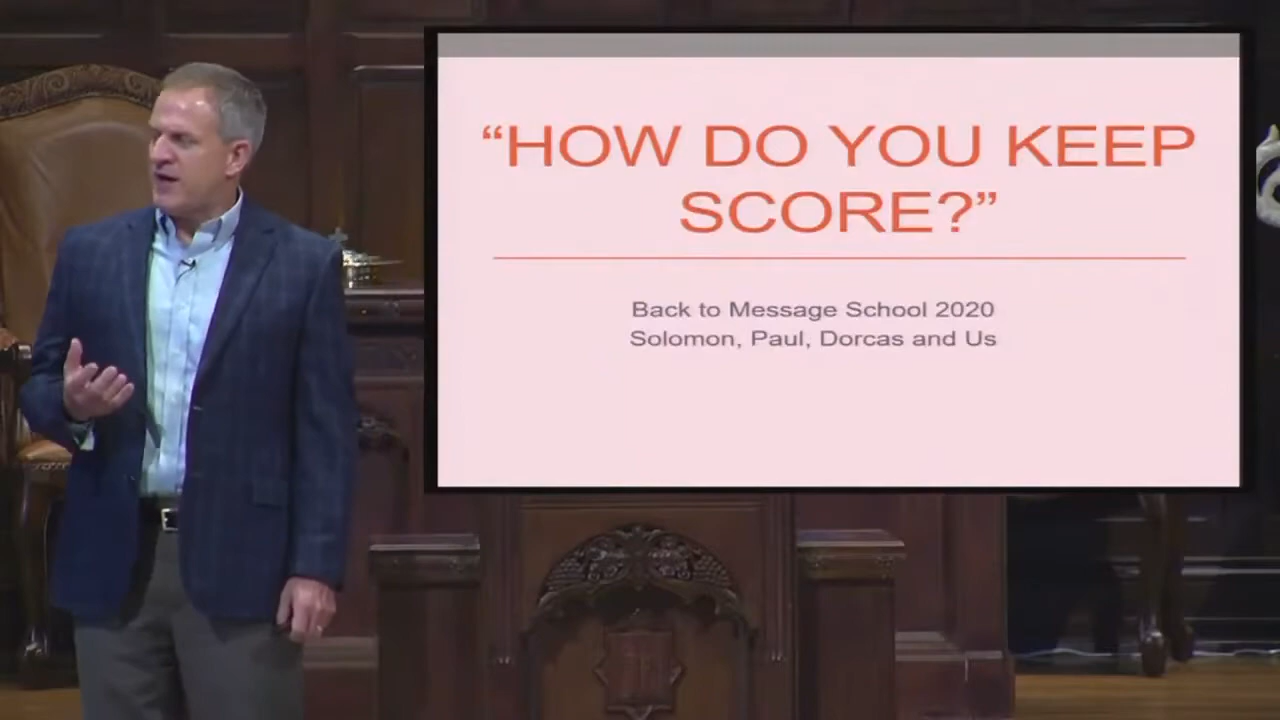 “HOW DO YOU KEEP
SCORE?”
Back to Message School 2020
Solomon, Paul, Dorcas and Us